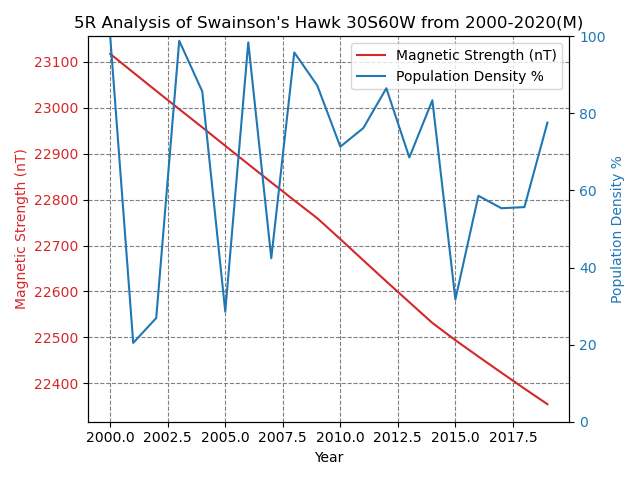 5R Analysis of Swainson's Hawk 30S60W from 2000-2020(M)
Magnetic Strength (nT)
Population Density %
23100
23000
22900
22800
22700
22600
22500
22400
Magnetic Strength (nT)
100
80
60
40
20
0
Population Density %
2000.0 2002.5 2005.0 2007.5 2010.0 2012.5 2015.0 2017.5
Year